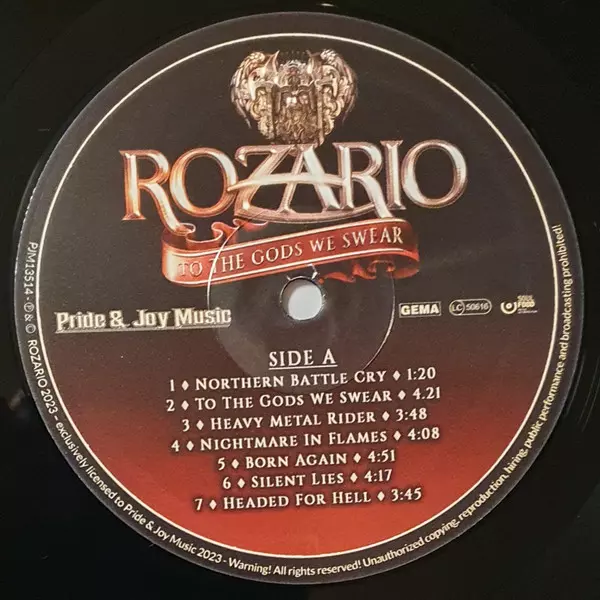 ROZARIO
TO THE GODS WE SWEAR
Pride & Joy Music
GEMA
LC 50616
SOUL FOOD
SIDE A
1 ♦ NORTHERN BATTLE CRY ♦ 1:20
2 ♦ TO THE GODS WE SWEAR ♦ 4.21
3 ♦ HEAVY METAL RIDER ♦ 3:48
4 ♦ NIGHTMARE IN FLAMES ♦ 4:08
5 ♦ BORN AGAIN ♦ 4:51
6 ♦ SILENT LIES ♦ 4:17
7 ♦ HEADED FOR HELL ♦ 3:45
PJM13514 - ℗ & © ROZARIO 2023 - exclusively licensed to Pride & Joy Music 2023 - Warning! All rights reserved! Unauthorized copying, reproduction, hiring, public performance and broadcasting prohibited!